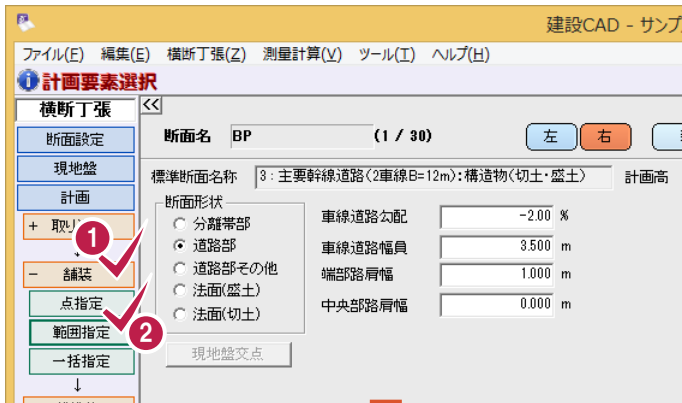 建設CAD - サンプ
ファイル(F) 編集(E) 横断丁張(Z) 測量計算(V) ツール(T) ヘルプ(H)
計画要素選択
横断丁張 <<
断面設定 断面名 BP (1 / 30) 左 右
現地盤
標準断面名称 3:主要幹線道路(2車線B=12m):構造物(切土・盛土) 計画高
計画
断面形状
+ 取り
分離帯部 車線道路勾配 -2.00 %
1
道路部 車線道路幅員 3.500 m
- 舗装 道路部その他 端部路肩幅 1.000 m
点指定 法面(盛土) 中央部路肩幅 0.000 m
法面(切土)
2
範囲指定
一括指定 現地盤交点
↓